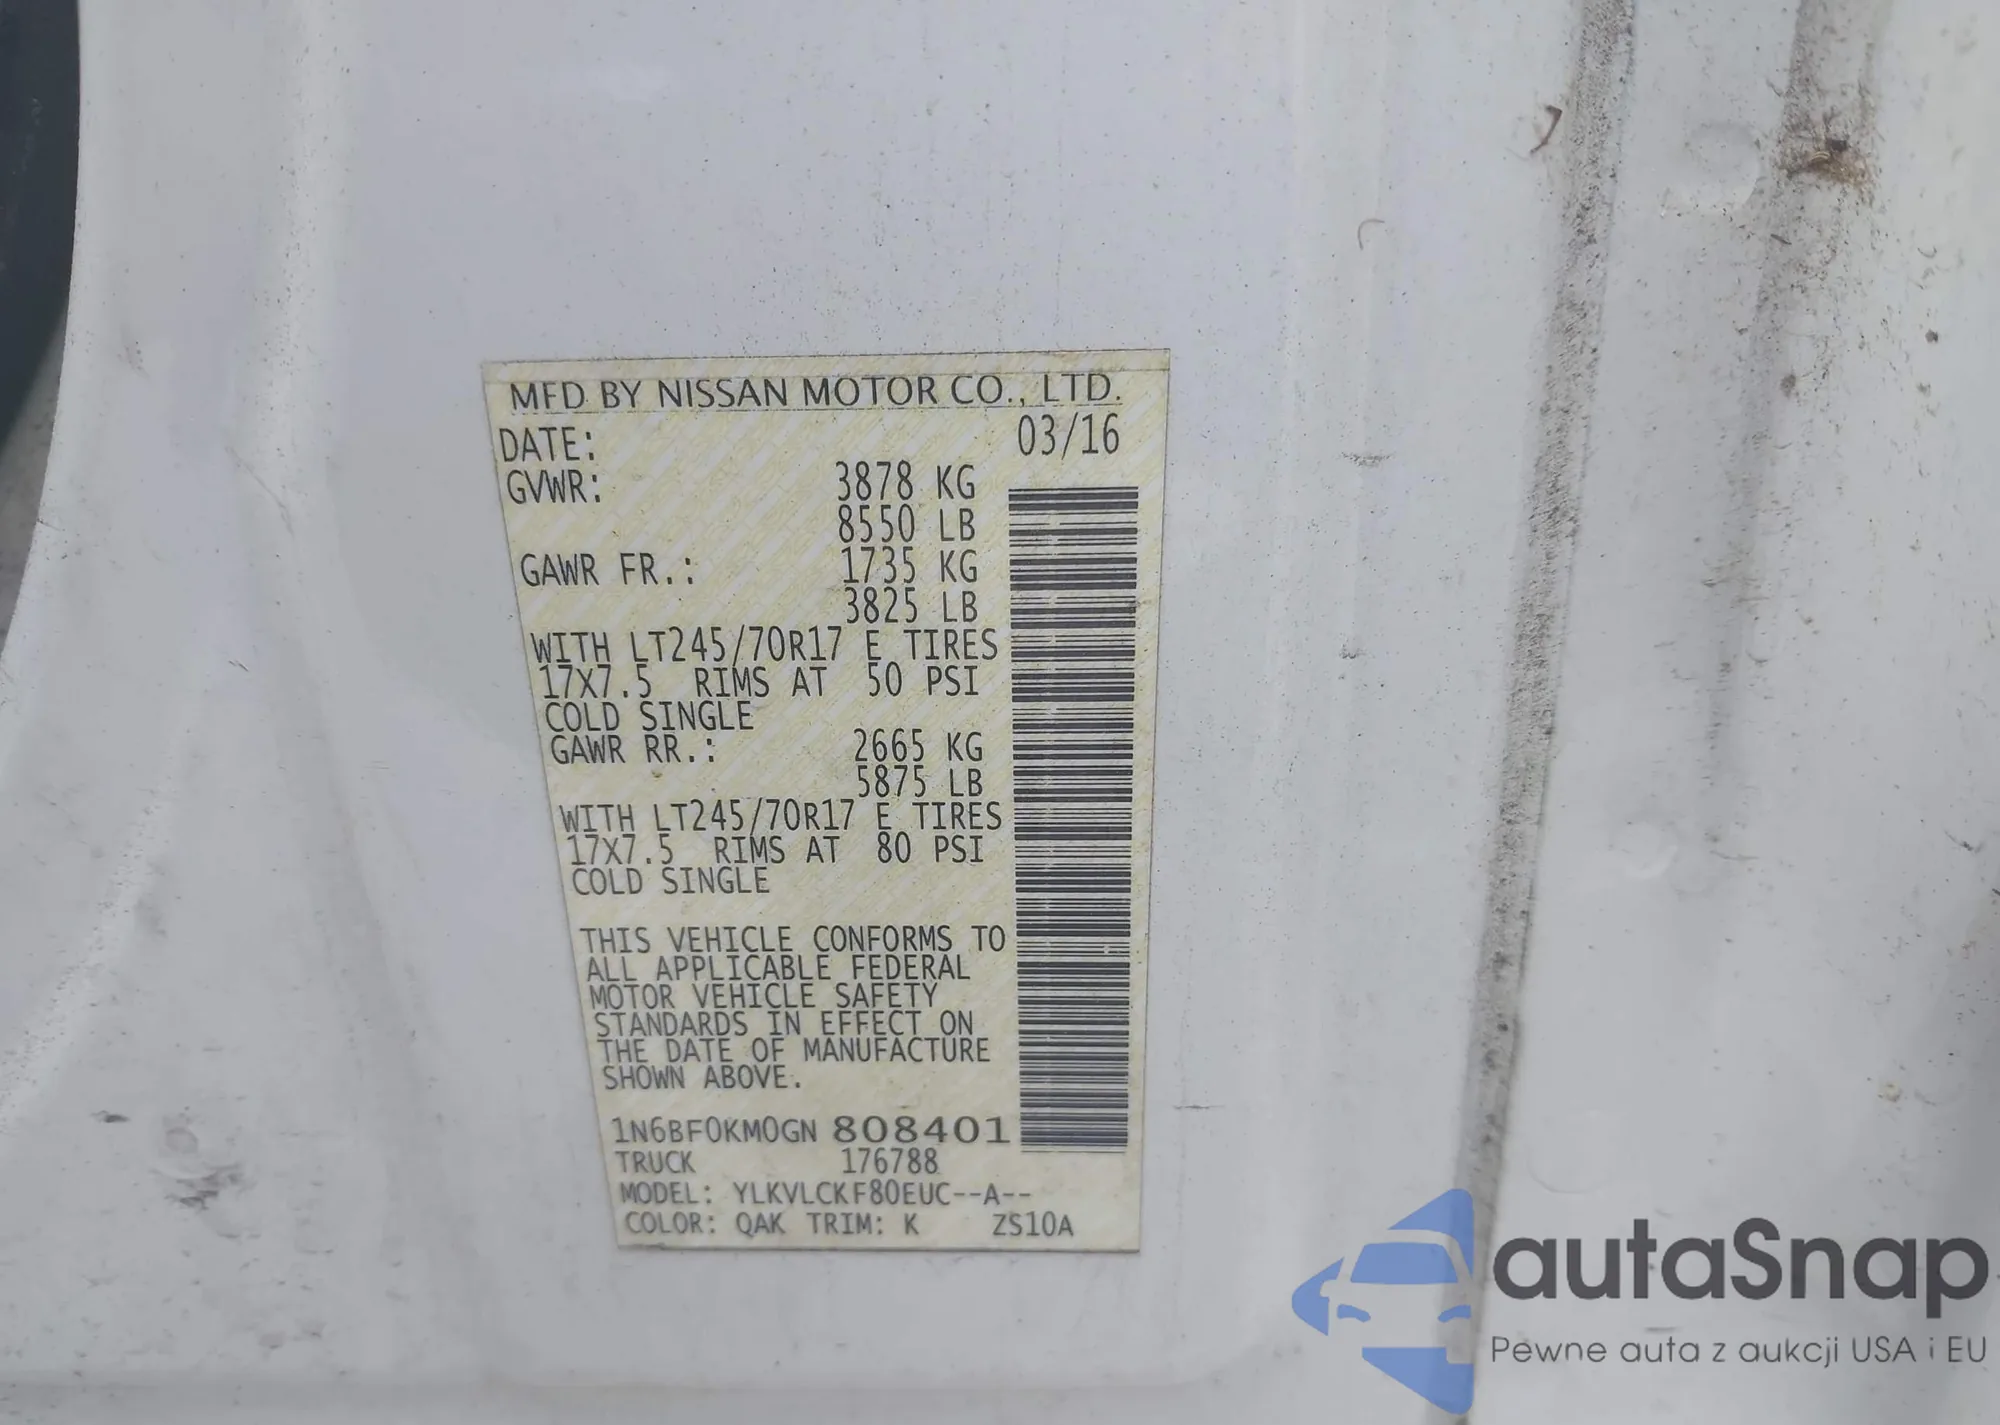 MFD BY NISSAN MOTOR CO., LTD.
DATE: 03/16
GVWR: 3878 KG
8550 LB
GAWR FR.: 1735 KG
3825 LB
WITH LT245/70R17 E TIRES
17X7.5 RIMS AT 50 PSI
COLD SINGLE
GAWR RR.: 2665 KG
5875 LB
WITH LT245/70R17 E TIRES
17X7.5 RIMS AT 80 PSI
COLD SINGLE
THIS VEHICLE CONFORMS TO
ALL APPLICABLE FEDERAL
MOTOR VEHICLE SAFETY
STANDARDS IN EFFECT ON
THE DATE OF MANUFACTURE
SHOWN ABOVE.
1N6BF0KM0GN 808401
TRUCK 176788
MODEL: YLKVLCKF80EUC--A--
COLOR: QAK TRIM: K ZS10A
autaSnap
Pewne auta z aukcji USA i EU